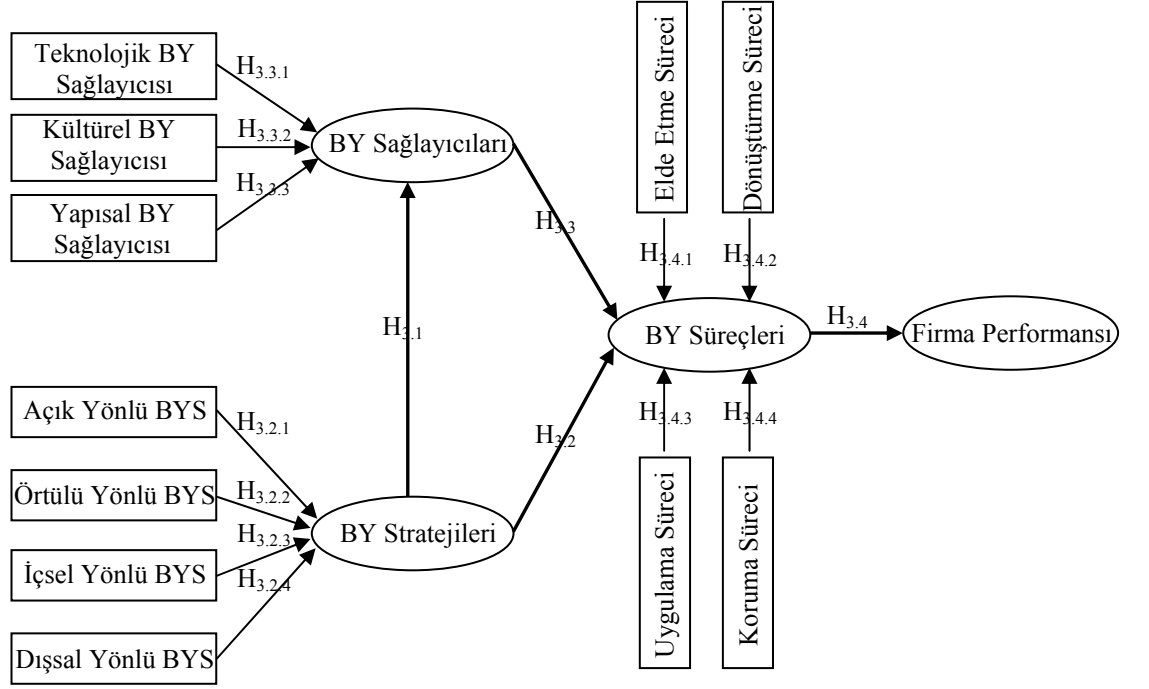 Teknolojik BY
Sağlayıcısı
H3.3.1
Kültürel BY
Sağlayıcısı
H3.3.2
Yapısal BY
Sağlayıcısı
H3.3.3
BY Sağlayıcıları
H3.3
H3.1
Açık Yönlü BYS
H3.2.1
Örtülü Yönlü BYS
H3.2.2
İçsel Yönlü BYS
H3.2.3
Dışsal Yönlü BYS
H3.2.4
BY Stratejileri
H3.2
Elde Etme Süreci
H3.4.1
Dönüştürme Süreci
H3.4.2
BY Süreçleri
H3.4
Firma Performansı
H3.4.3
Uygulama Süreci
H3.4.4
Koruma Süreci